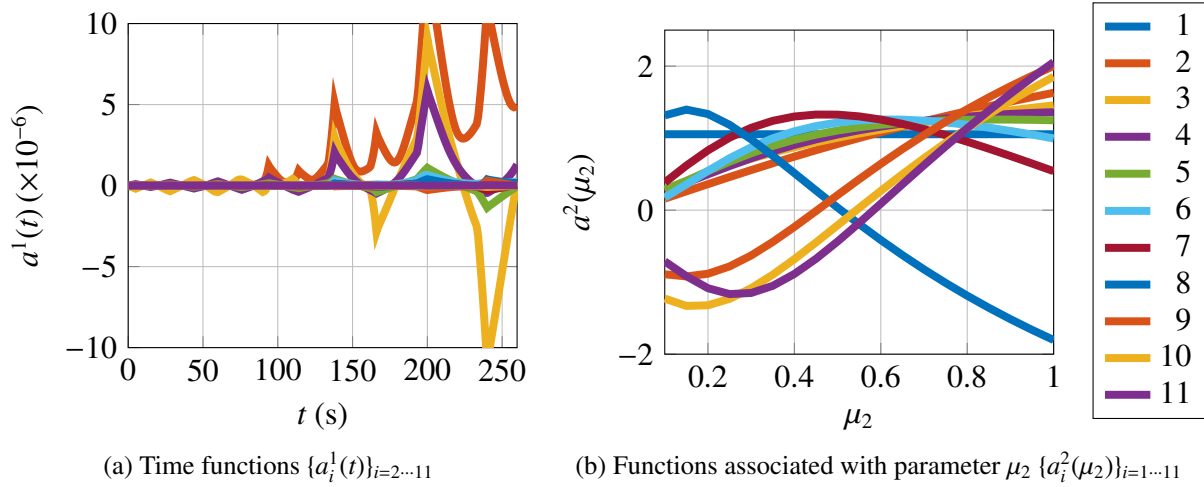 10
5
0
−5
−10
a¹(t) (×10⁻⁶)
0 50 100 150 200 250
t (s)
2
0
−2
a²(μ₂)
0.2 0.4 0.6 0.8 1
μ₂
1
2
3
4
5
6
7
8
9
10
11
(a) Time functions {a¹ᵢ(t)}ᵢ₌₂···₁₁
(b) Functions associated with parameter μ₂ {a²ᵢ(μ₂)}ᵢ₌₁···₁₁